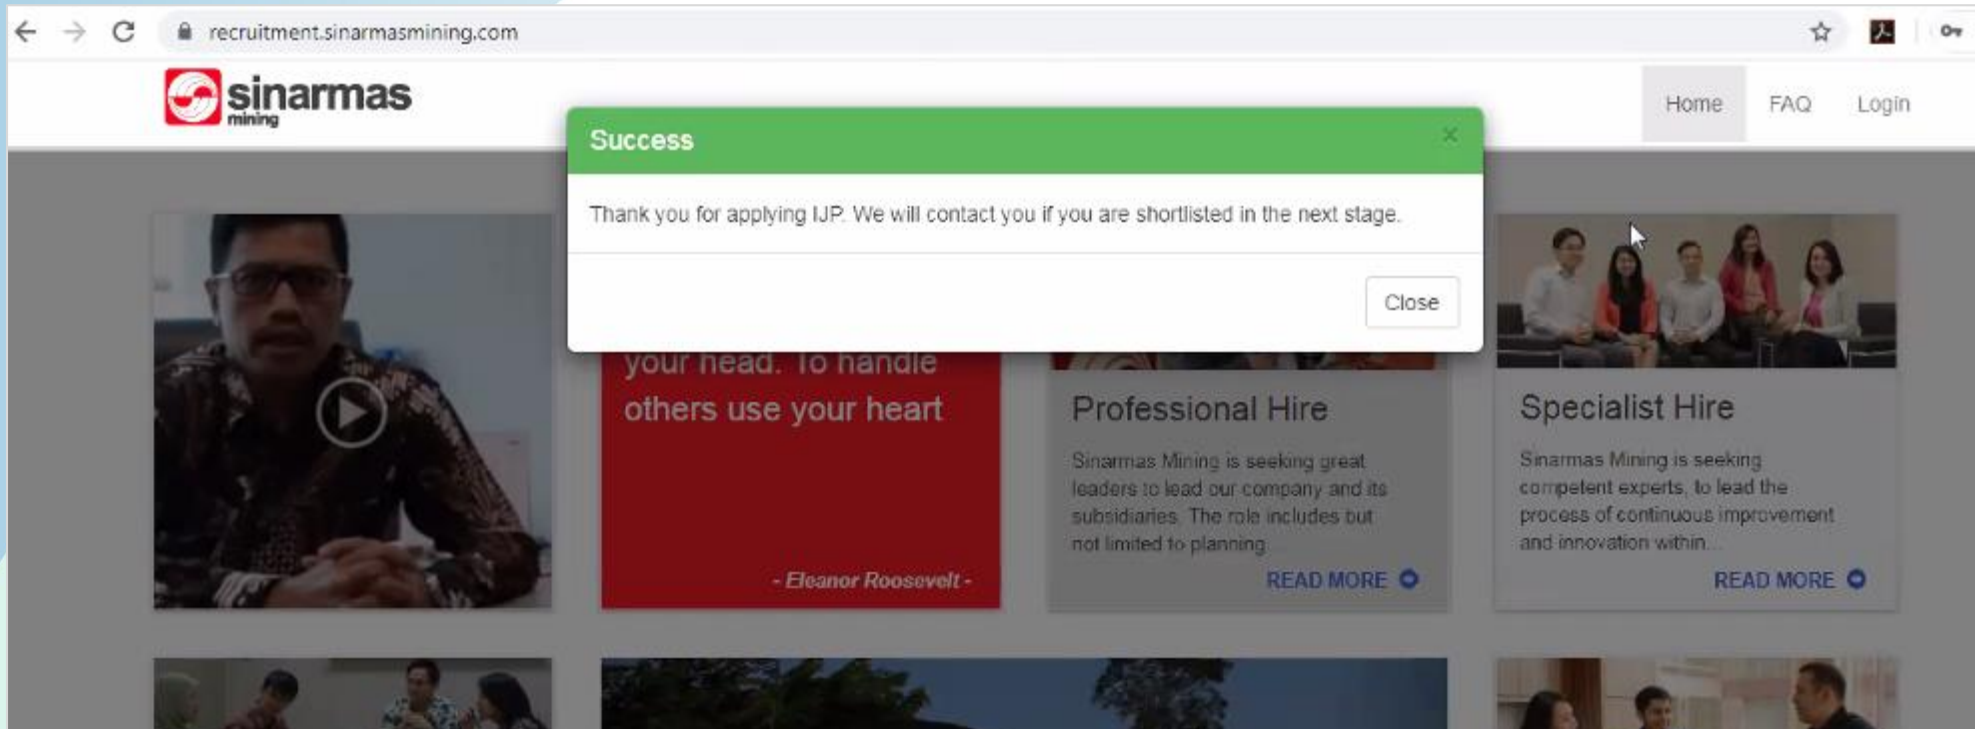 recruitment.sinarmasmining.com
sinarmas
mining
Home FAQ Login
Success
×
Thank you for applying IJP. We will contact you if you are shortlisted in the next stage.
Close
your head. To handle
others use your heart
- Eleanor Roosevelt -
Professional Hire
Sinarmas Mining is seeking great
leaders to lead our company and its
subsidiaries. The role includes but
not limited to planning...
READ MORE
Specialist Hire
Sinarmas Mining is seeking
competent experts, to lead the
process of continuous improvement
and innovation within...
READ MORE